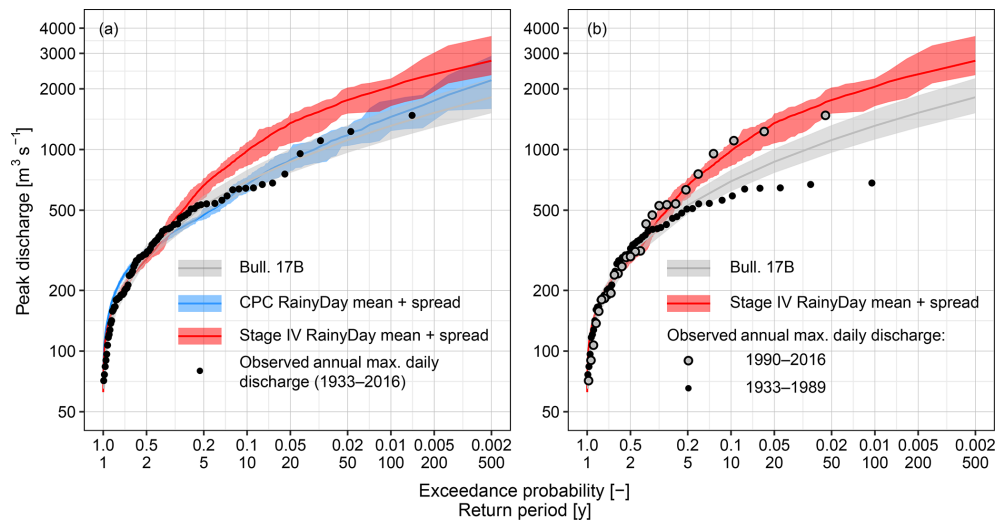 (a)
4000
3000
2000
1000
500
200
100
50
Peak discharge [m³ s⁻¹]
Bull. 17B
CPC RainyDay mean + spread
Stage IV RainyDay mean + spread
Observed annual max. daily
discharge (1933–2016)
1.0 0.5 0.2 0.1 0.05 0.02 0.01 0.005 0.002
1 2 5 10 20 50 100 200 500
(b)
4000
3000
2000
1000
500
200
100
50
Bull. 17B
Stage IV RainyDay mean + spread
Observed annual max. daily discharge:
1990–2016
1933–1989
1.0 0.5 0.2 0.1 0.05 0.02 0.01 0.005 0.002
1 2 5 10 20 50 100 200 500
Exceedance probability [−]
Return period [y]